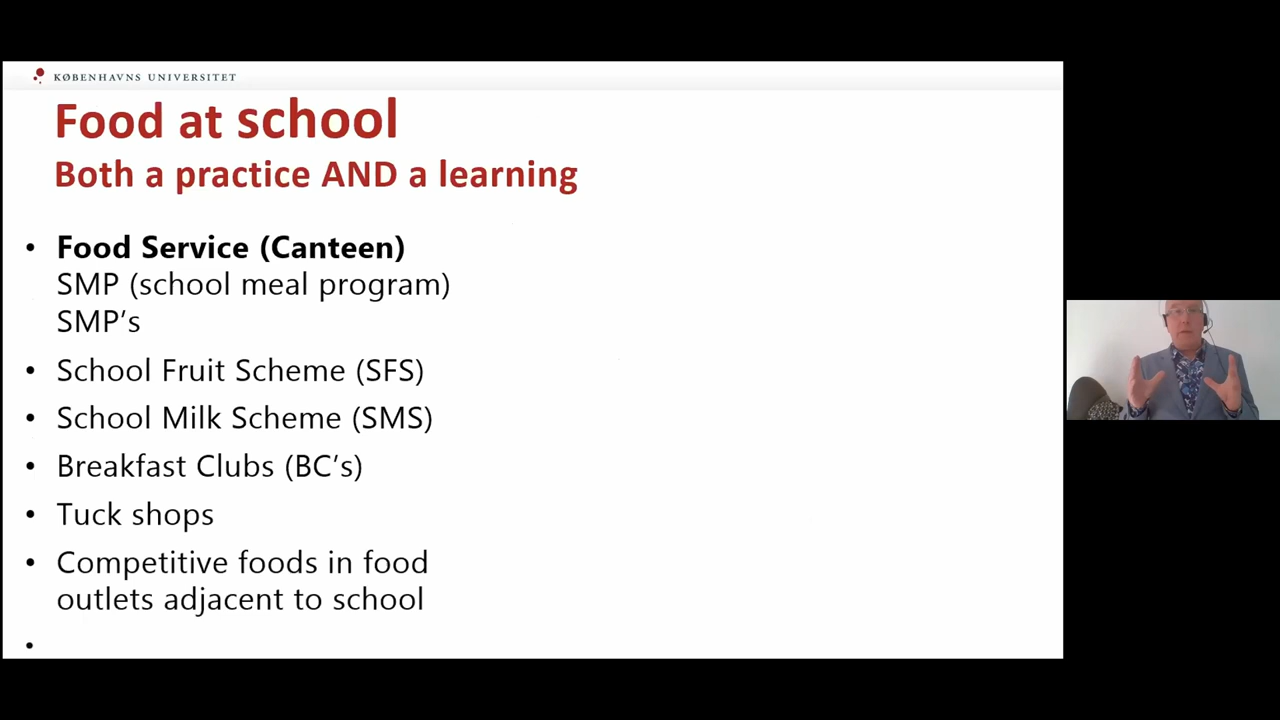 KØBENHAVNS UNIVERSITET
Food at school
Both a practice AND a learning
• Food Service (Canteen)
SMP (school meal program)
SMP’s
• School Fruit Scheme (SFS)
• School Milk Scheme (SMS)
• Breakfast Clubs (BC’s)
• Tuck shops
• Competitive foods in food
outlets adjacent to school
•